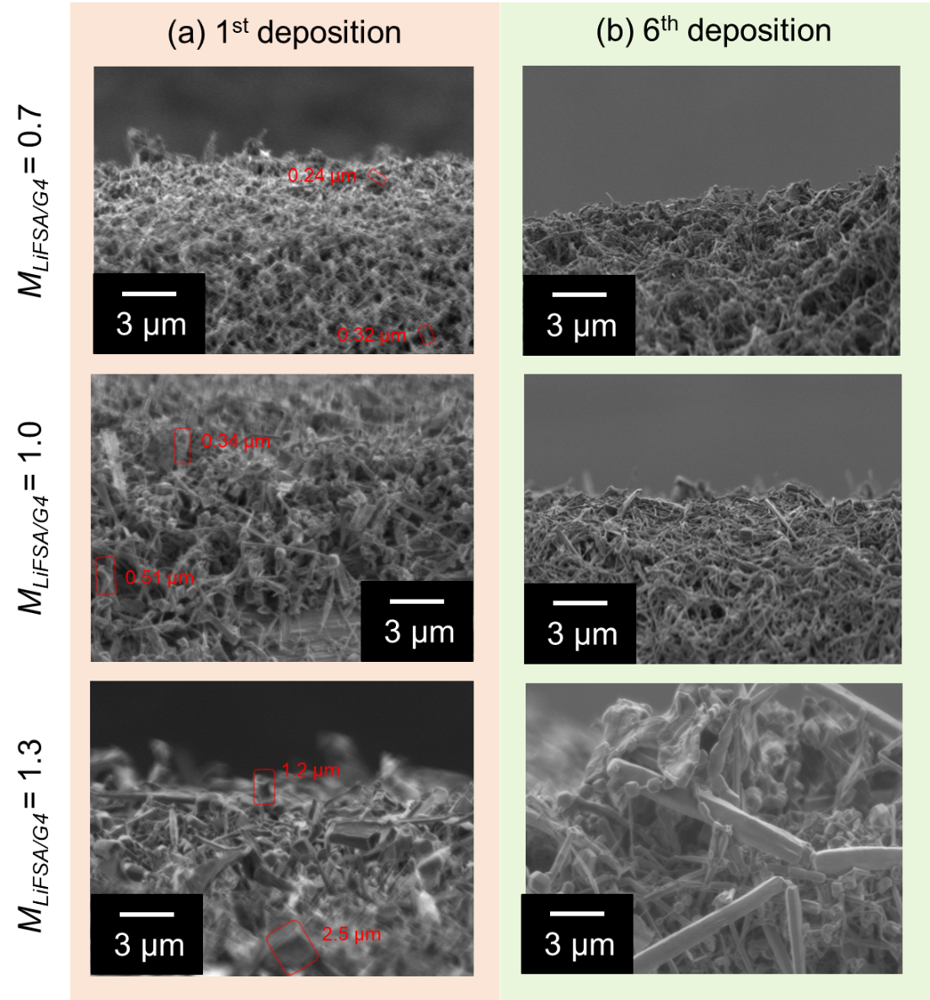 (a) 1st deposition
(b) 6th deposition
MLiFSA/G4 = 0.7
0.24 µm
0.32 µm
3 µm
3 µm
MLiFSA/G4 = 1.0
0.34 µm
0.51 µm
3 µm
3 µm
MLiFSA/G4 = 1.3
1.2 µm
2.5 µm
3 µm
3 µm